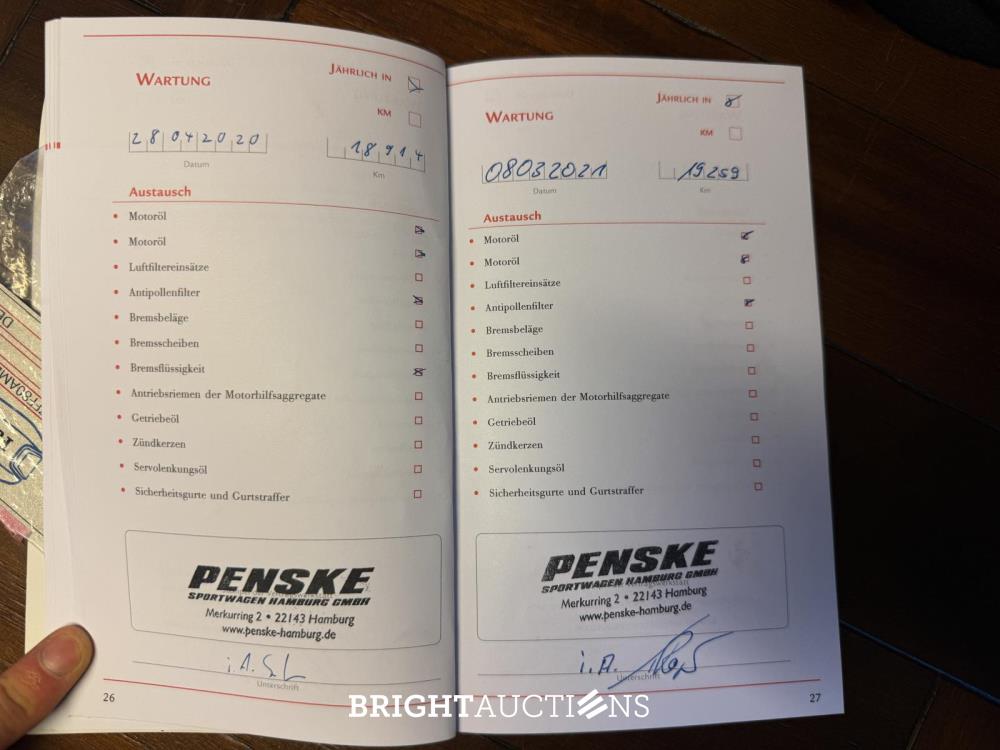 WARTUNG
JÄHRLICH IN
KM
28042020
Datum
18914
Km
Austausch
Motoröl
Motoröl
Luftfiltereinsätze
Antipollenfilter
Bremsbeläge
Bremsscheiben
Bremsflüssigkeit
Antriebsriemen der Motorhilfsaggregate
Getriebeöl
Zündkerzen
Servolenkungsöl
Sicherheitsgurte und Gurtstraffer
PENSKE
SPORTWAGEN HAMBURG GMBH
Merkurring 2 • 22143 Hamburg
www.penske-hamburg.de
i.A.
Unterschrift
26
WARTUNG
JÄHRLICH IN
KM
08032021
Datum
19259
Km
Austausch
Motoröl
Motoröl
Luftfiltereinsätze
Antipollenfilter
Bremsbeläge
Bremsscheiben
Bremsflüssigkeit
Antriebsriemen der Motorhilfsaggregate
Getriebeöl
Zündkerzen
Servolenkungsöl
Sicherheitsgurte und Gurtstraffer
PENSKE
SPORTWAGEN HAMBURG GMBH
Merkurring 2 • 22143 Hamburg
www.penske-hamburg.de
i.A.
Unterschrift
27
BRIGHTAUCTIONS